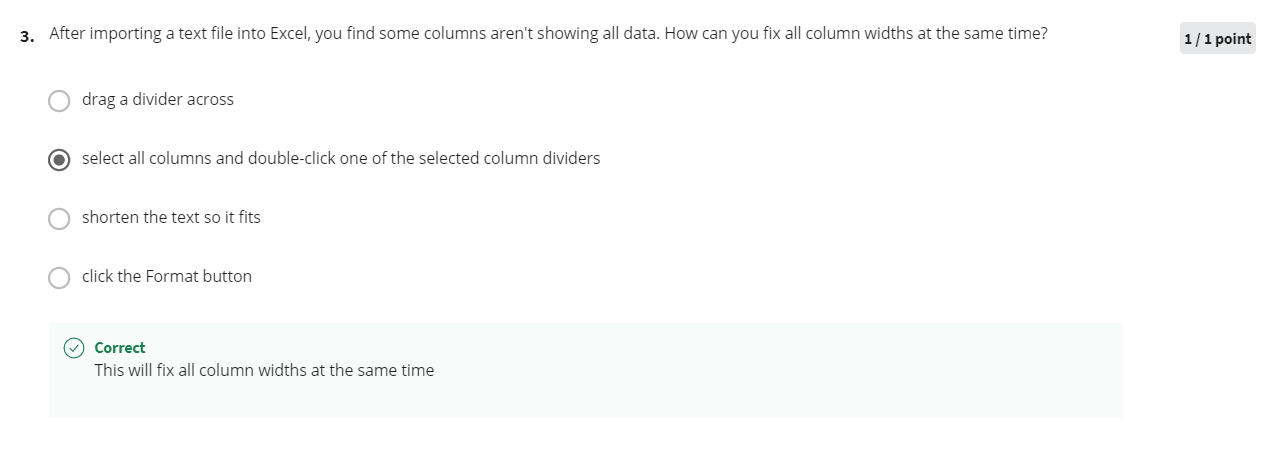 3. After importing a text file into Excel, you find some columns aren't showing all data. How can you fix all column widths at the same time?
1 / 1 point
drag a divider across
select all columns and double-click one of the selected column dividers
shorten the text so it fits
click the Format button
Correct
This will fix all column widths at the same time